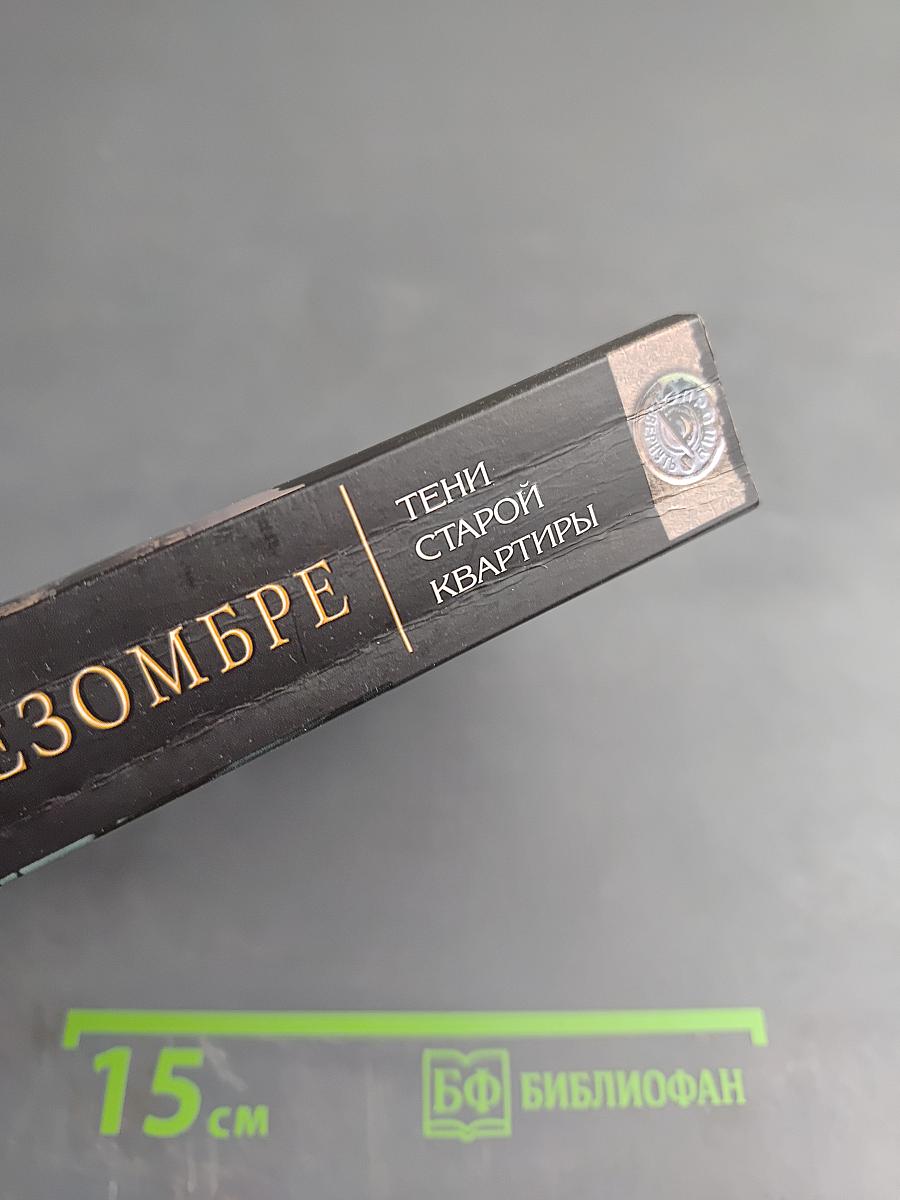 ЕЗОМБРЕ
ТЕНИ
СТАРОЙ
КВАРТИРЫ
15 см
БФ БИБЛИОФАН